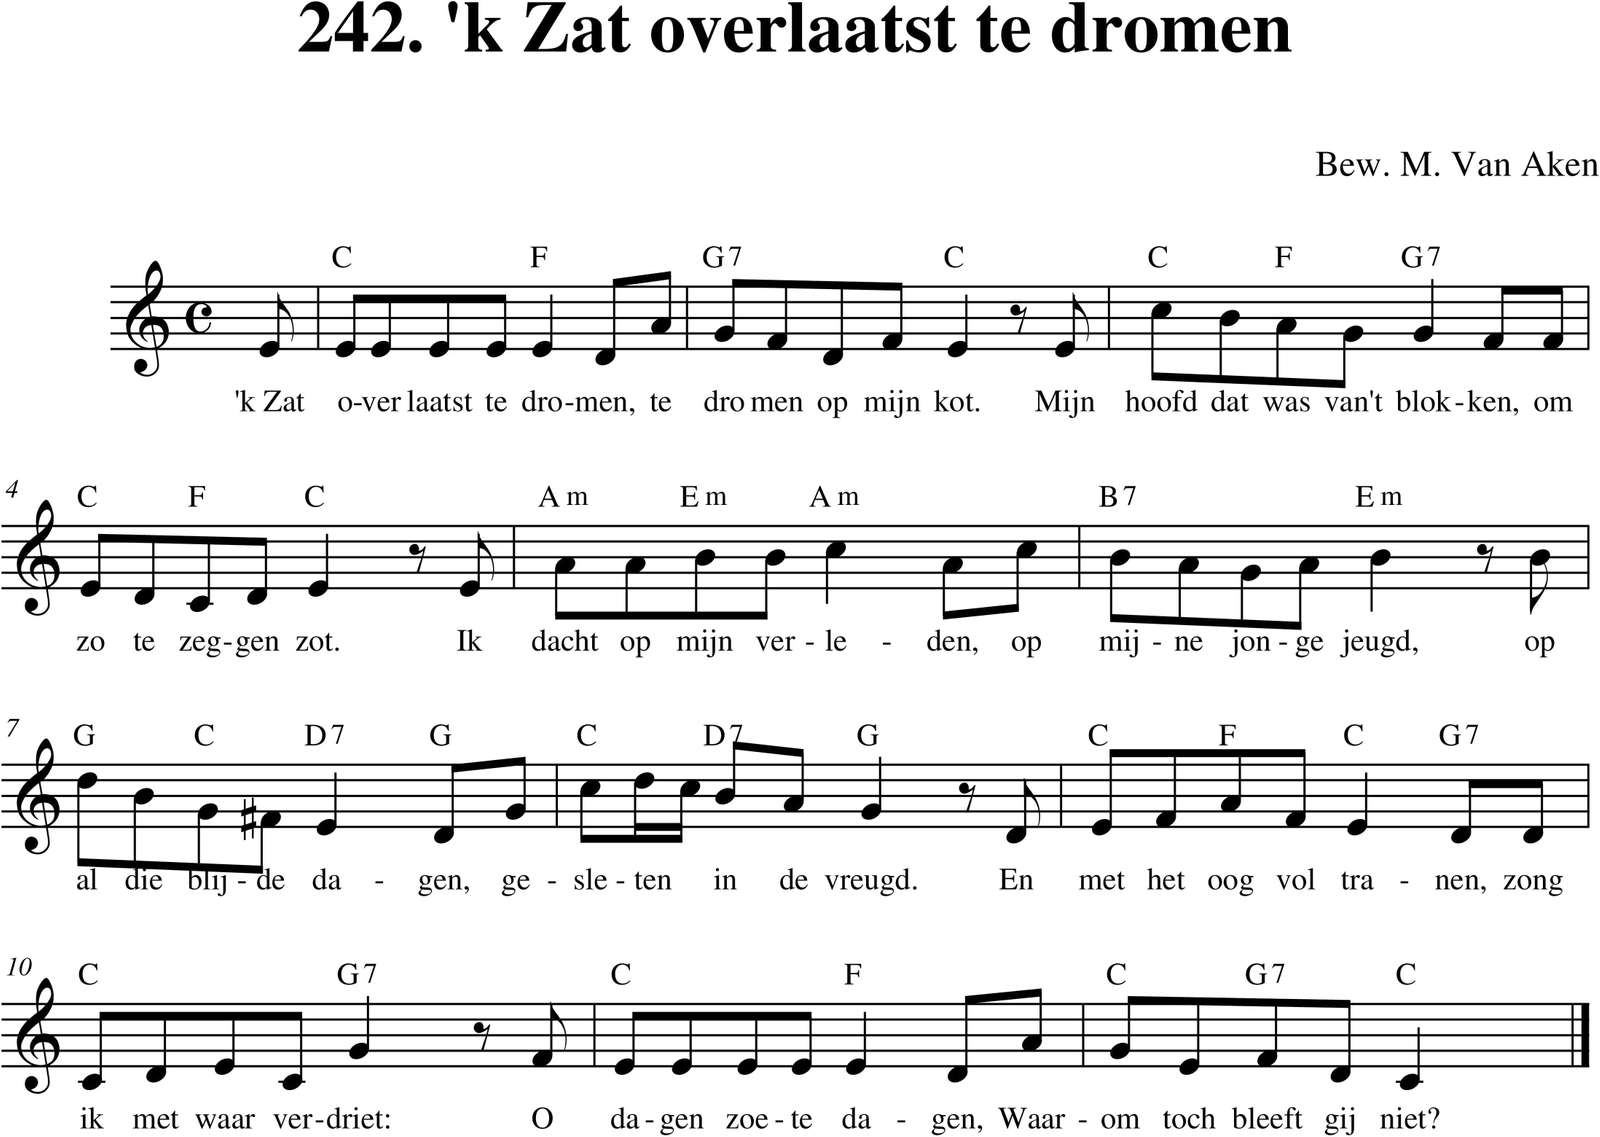 242. 'k Zat overlaatst te dromen
Bew. M. Van Aken
C F G7 C C F G7
'k Zat o-ver laatst te dro-men, te dro men op mijn kot. Mijn hoofd dat was van't blok-ken, om
4
C F C Am Em Am B7 Em
zo te zeg-gen zot. Ik dacht op mijn ver-le-den, op mij-ne jon-ge jeugd, op
7
G C D7 G C D7 G C F C G7
al die blij-de da-gen, ge-sle-ten in de vreugd. En met het oog vol tra-nen, zong
10
C G7 C F C G7 C
ik met waar ver-driet: O da-gen zoe-te da-gen, Waar-om toch bleeft gij niet?